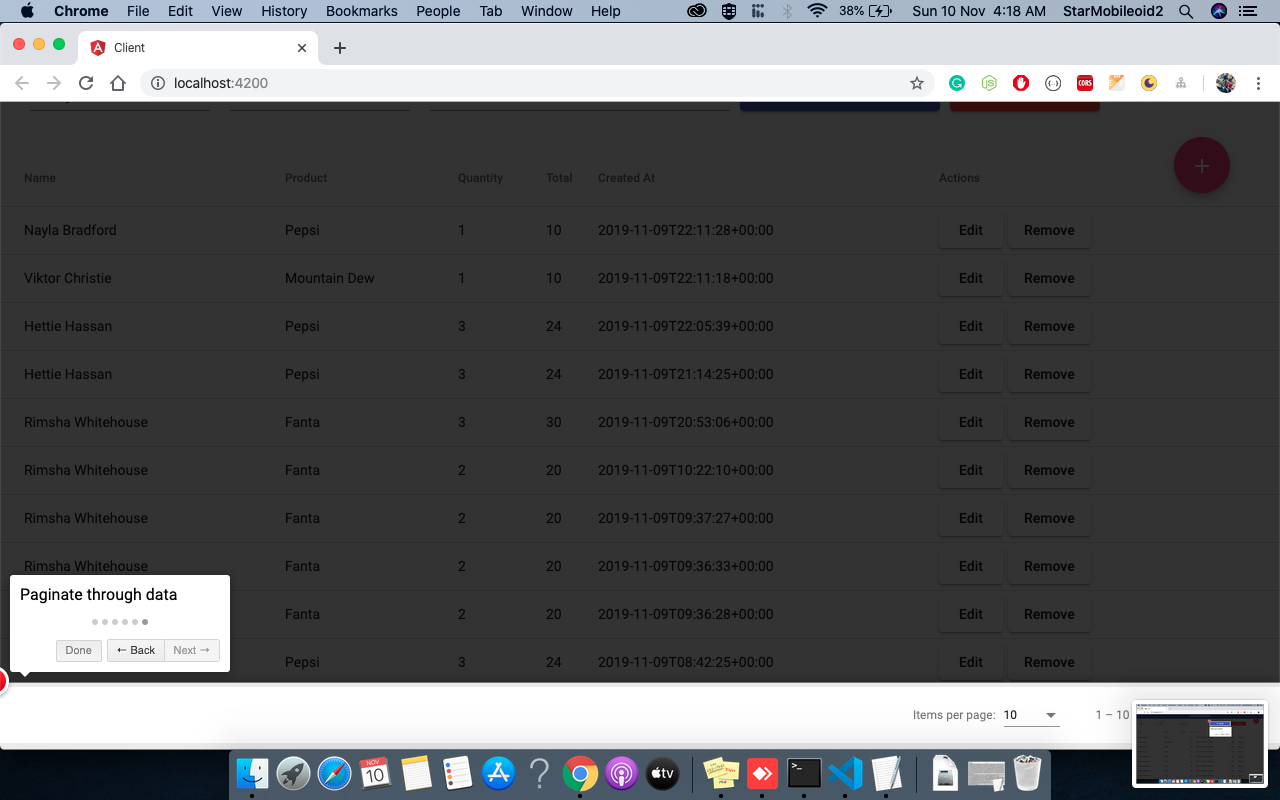 Chrome File Edit View History Bookmarks People Tab Window Help 38% Sun 10 Nov 4:18 AM StarMobileoid2
Client
localhost:4200
CORS
Name Product Quantity Total Created At Actions
Nayla Bradford Pepsi 1 10 2019-11-09T22:11:28+00:00 Edit Remove
Viktor Christie Mountain Dew 1 10 2019-11-09T22:11:18+00:00 Edit Remove
Hettie Hassan Pepsi 3 24 2019-11-09T22:05:39+00:00 Edit Remove
Hettie Hassan Pepsi 3 24 2019-11-09T21:14:25+00:00 Edit Remove
Rimsha Whitehouse Fanta 3 30 2019-11-09T20:53:06+00:00 Edit Remove
Rimsha Whitehouse Fanta 2 20 2019-11-09T10:22:10+00:00 Edit Remove
Rimsha Whitehouse Fanta 2 20 2019-11-09T09:37:27+00:00 Edit Remove
Rimsha Whitehouse Fanta 2 20 2019-11-09T09:36:33+00:00 Edit Remove
Fanta 2 20 2019-11-09T09:36:28+00:00 Edit Remove
Pepsi 3 24 2019-11-09T08:42:25+00:00 Edit Remove
Paginate through data
Done ← Back Next →
Items per page: 10 1 – 10
NOV
10
tv